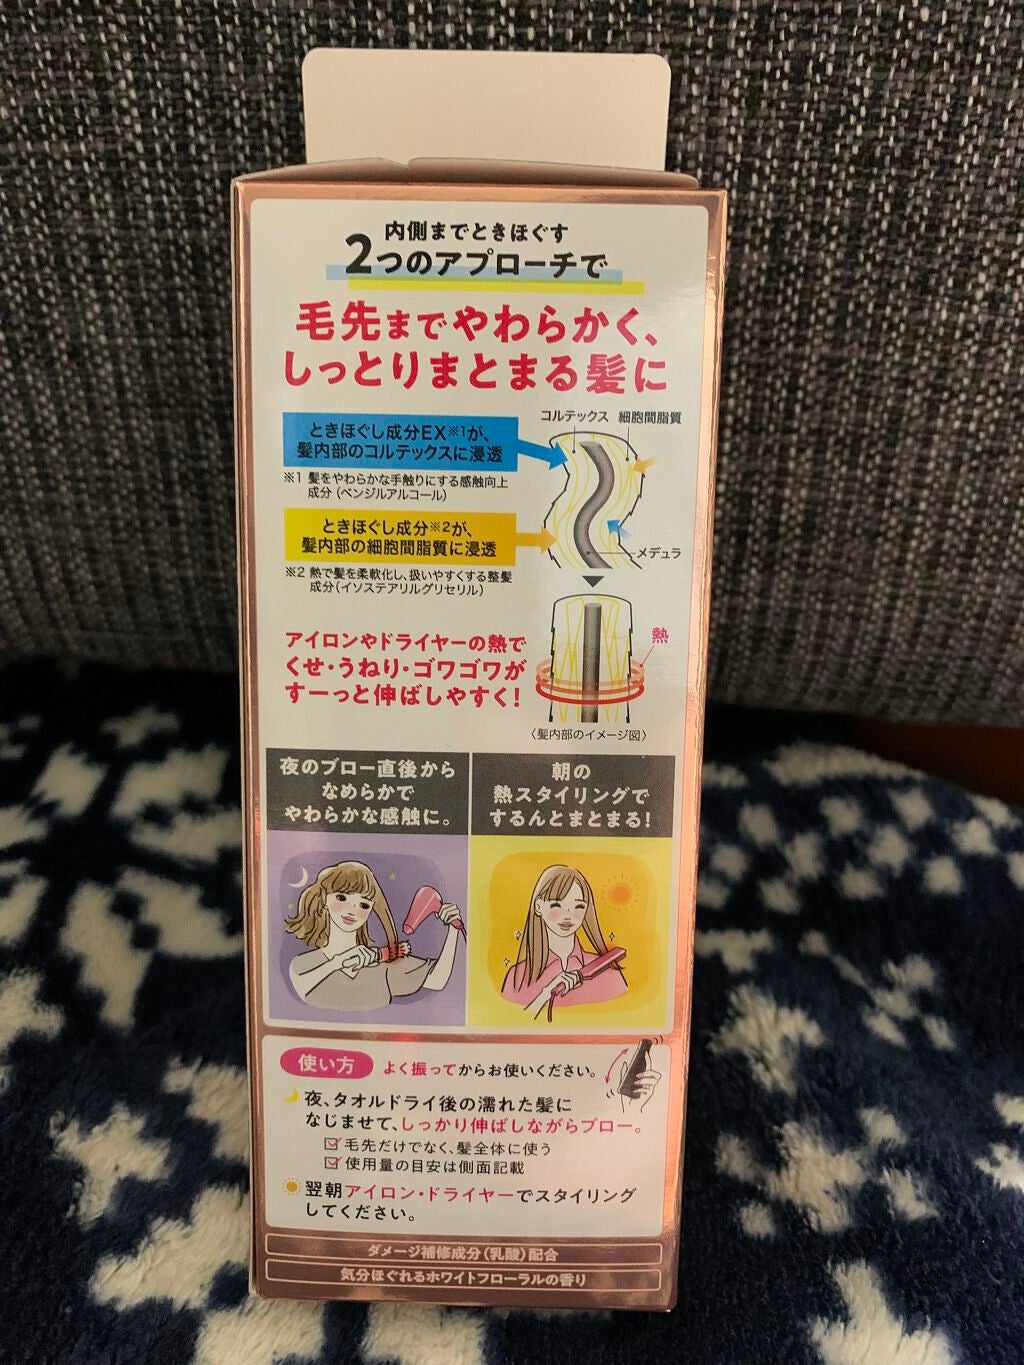 内側までときほぐす
2つのアプローチで
毛先までやわらかく、
しっとりまとまる髪に
コルテックス 細胞間脂質
ときほぐし成分EX※1が、
髪内部のコルテックスに浸透
※1 髪をやわらかな手触りにする感触向上
成分（ベンジルアルコール）
ときほぐし成分※2が、
髪内部の細胞間脂質に浸透
メデュラ
※2 熱で髪を柔軟化し、扱いやすくする整髪
成分（イソステアリルグリセリル）
アイロンやドライヤーの熱で
くせ・うねり・ゴワゴワが
すーっと伸ばしやすく！
熱
〈髪内部のイメージ図〉
夜のブロー直後から
なめらかで
やわらかな感触に。
朝の
熱スタイリングで
するんとまとまる！
使い方 よく振ってからお使いください。
夜、タオルドライ後の濡れた髪に
なじませて、しっかり伸ばしながらブロー。
毛先だけでなく、髪全体に使う
使用量の目安は側面記載
翌朝アイロン・ドライヤーでスタイリング
してください。
ダメージ補修成分（乳酸）配合
気分ほぐれるホワイトフローラルの香り